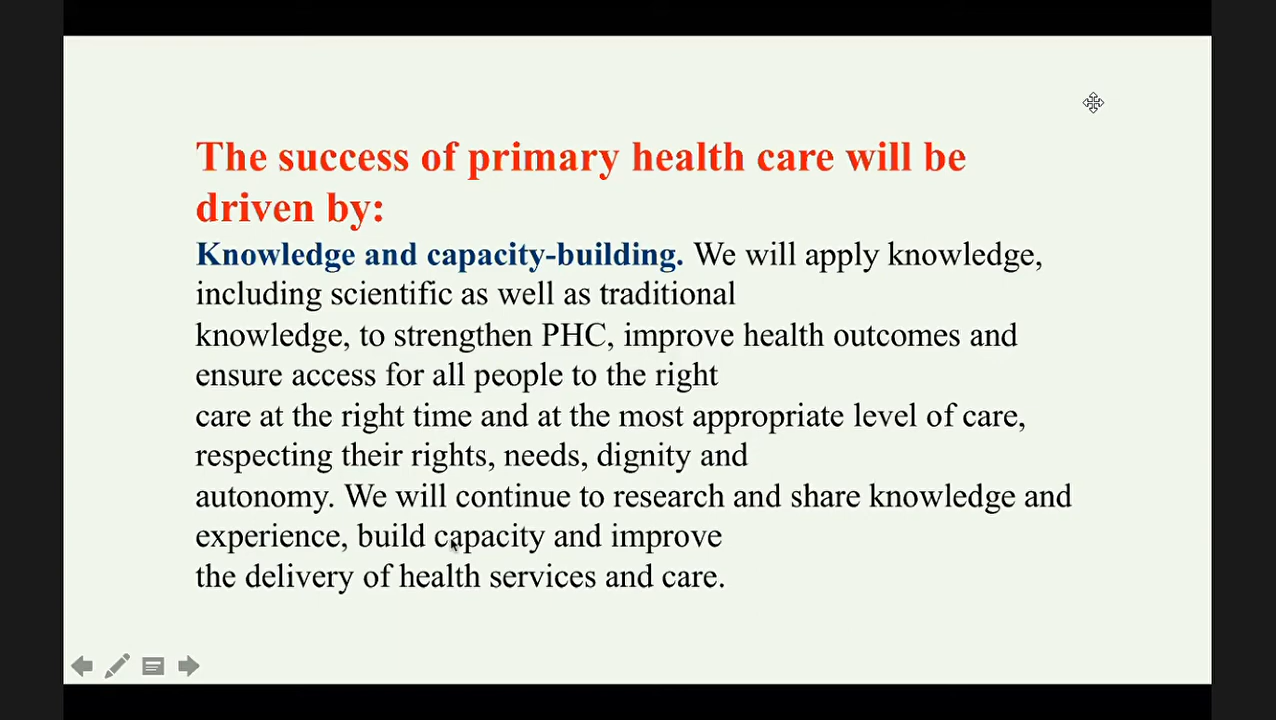 The success of primary health care will be
driven by:
Knowledge and capacity-building. We will apply knowledge,
including scientific as well as traditional
knowledge, to strengthen PHC, improve health outcomes and
ensure access for all people to the right
care at the right time and at the most appropriate level of care,
respecting their rights, needs, dignity and
autonomy. We will continue to research and share knowledge and
experience, build capacity and improve
the delivery of health services and care.